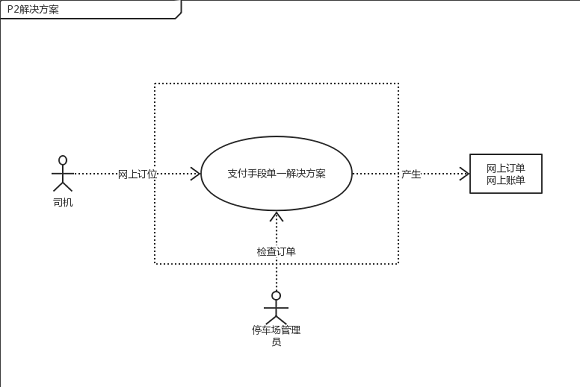 P2解决方案
网上订位
支付手段单一解决方案
产生
网上订单
网上账单
司机
检查订单
停车场管理
员